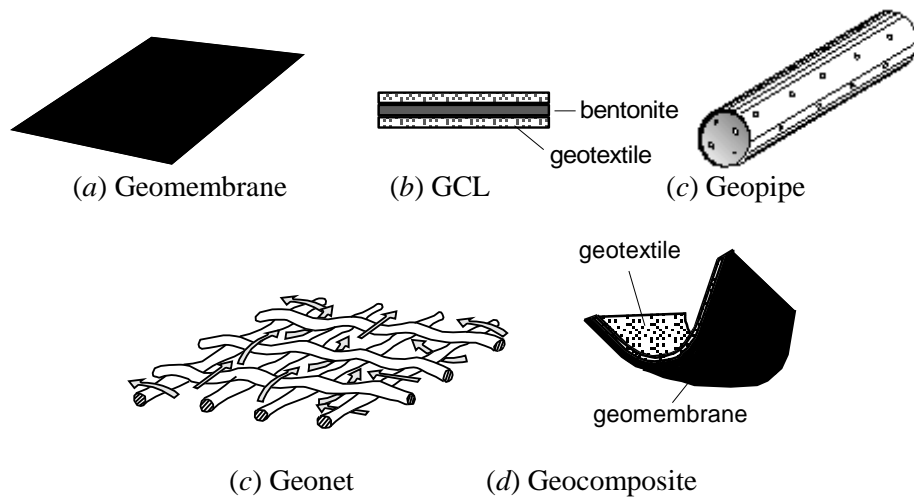 bentonite
geotextile
(a) Geomembrane
(b) GCL
(c) Geopipe
geotextile
geomembrane
(c) Geonet
(d) Geocomposite